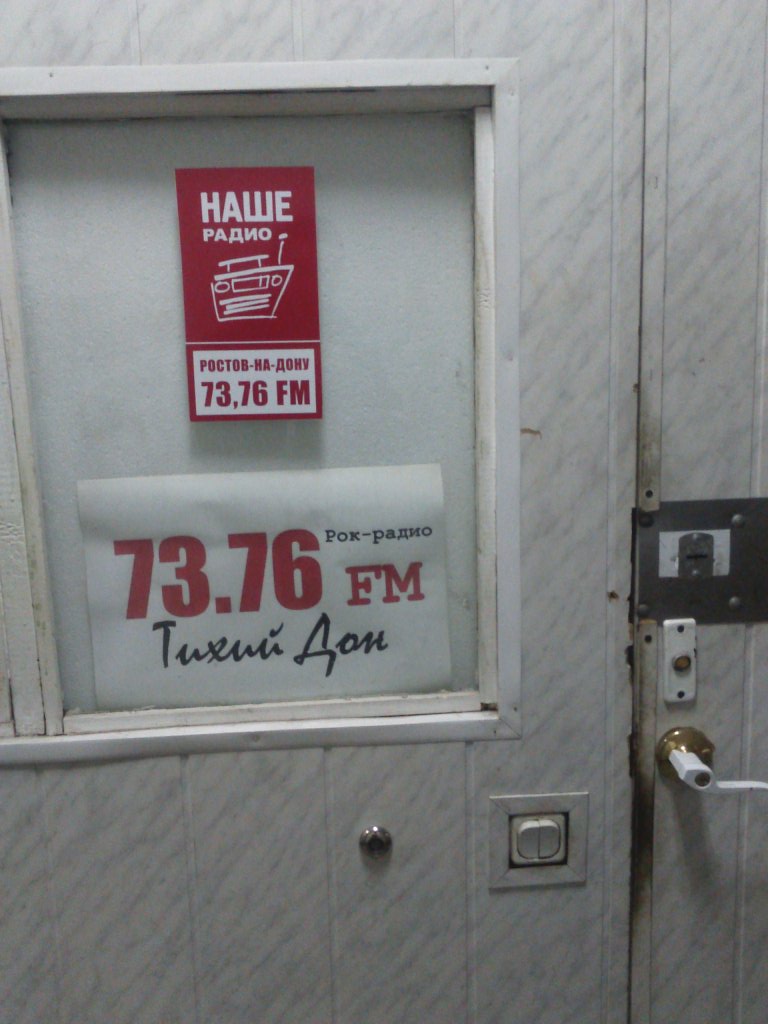 НАШЕ
РАДИО
РОСТОВ-НА-ДОНУ
73,76 FM
Рок-радио
73.76 FM
Тихий Дон